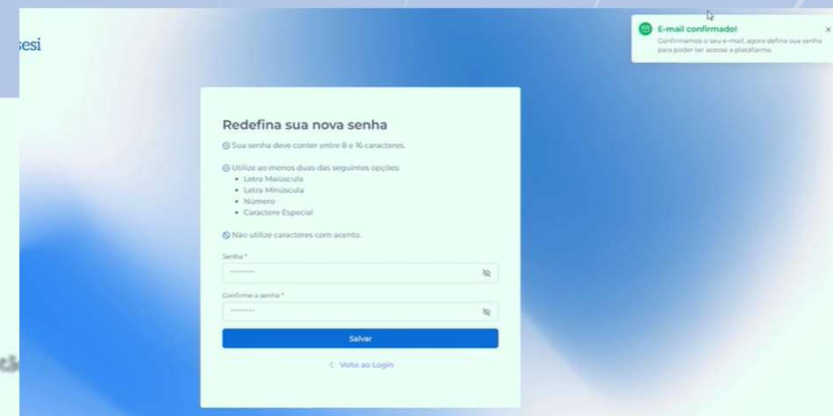 sesi
E-mail confirmado!
Confirmamos o seu e-mail, agora defina sua senha
para poder ter acesso a plataforma.
Redefina sua nova senha
Sua senha deve conter entre 8 e 16 caracteres.
Utilize ao menos duas das seguintes opções:
• Letra Maiúscula
• Letra Minúscula
• Número
• Caractere Especial
Não utilize caracteres com acento.
Senha *
Confirme a senha *
Salvar
< Volte ao Login